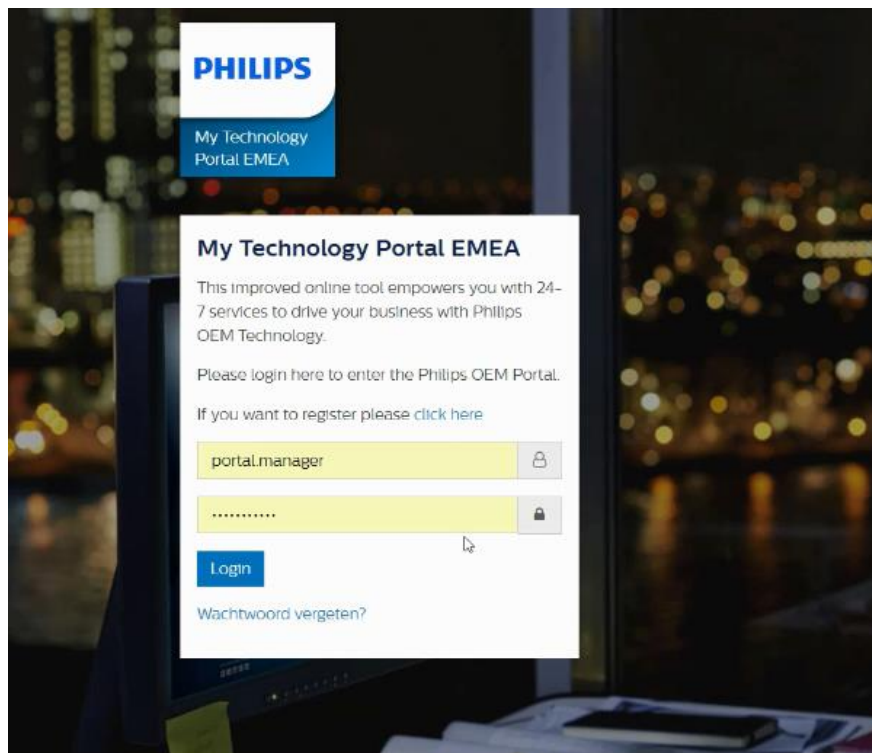 PHILIPS
My Technology
Portal EMEA
My Technology Portal EMEA
This improved online tool empowers you with 24-
7 services to drive your business with Philips
OEM Technology.
Please login here to enter the Philips OEM Portal.
If you want to register please click here
portal.manager
...........
Login
Wachtwoord vergeten?